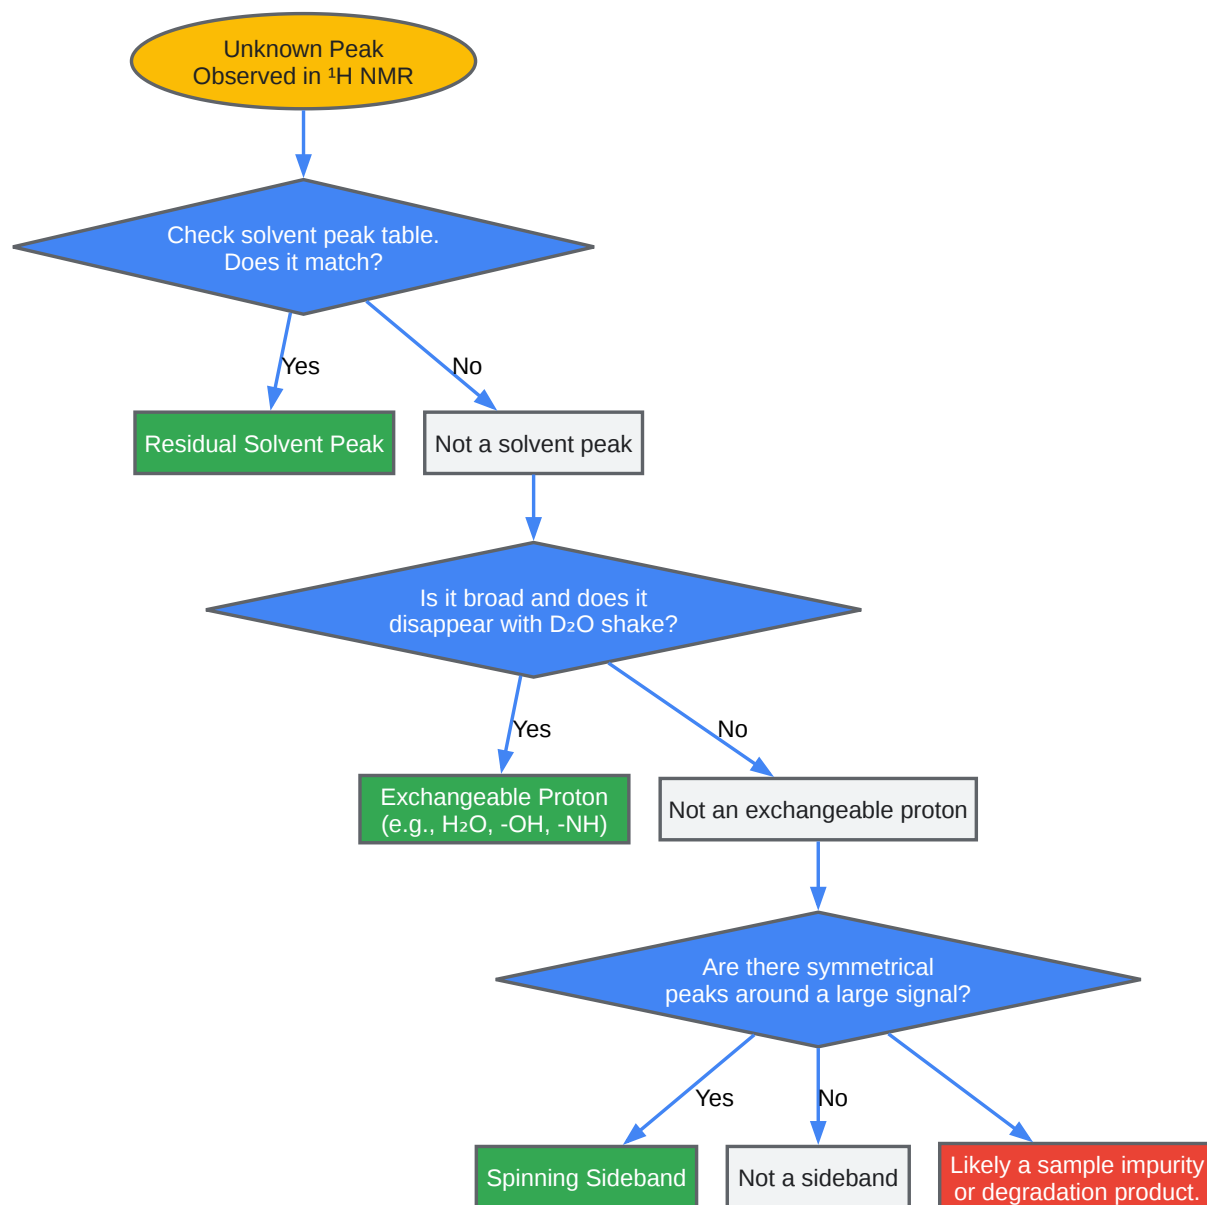 Unknown Peak
Observed in ¹H NMR
Check solvent peak table.
Does it match?
Yes
No
Residual Solvent Peak
Not a solvent peak
Is it broad and does it
disappear with D₂O shake?
Yes
No
Exchangeable Proton
(e.g., H₂O, -OH, -NH)
Not an exchangeable proton
Are there symmetrical
peaks around a large signal?
Yes
No
Spinning Sideband
Not a sideband
Likely a sample impurity
or degradation product.